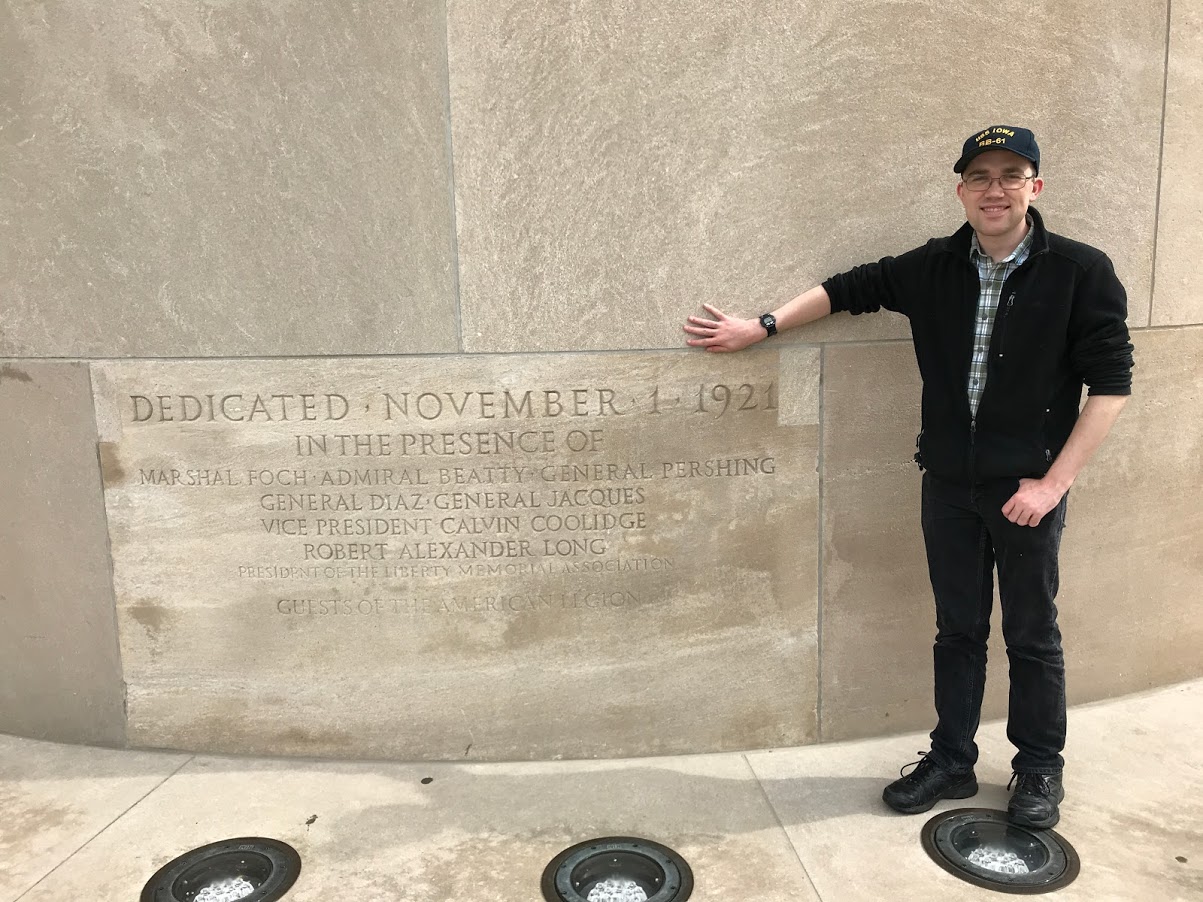 USS IOWA
BB-61
DEDICATED · NOVEMBER · 1 · 1921
IN THE PRESENCE OF
MARSHAL FOCH · ADMIRAL BEATTY · GENERAL PERSHING
GENERAL DIAZ · GENERAL JACQUES
VICE PRESIDENT CALVIN COOLIDGE
ROBERT ALEXANDER LONG
PRESIDENT OF THE LIBERTY MEMORIAL ASSOCIATION
GUESTS OF THE AMERICAN LEGION